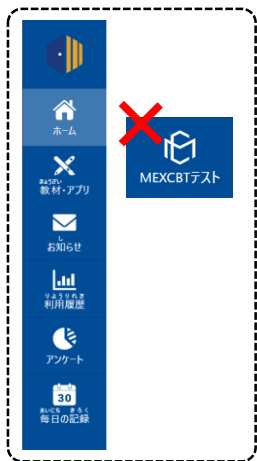 ホーム
MEXCBTテスト
きょうざい
教材・アプリ
し
お知らせ
りようりれき
利用履歴
アンケート
30
まいにち きろく
毎日の記録